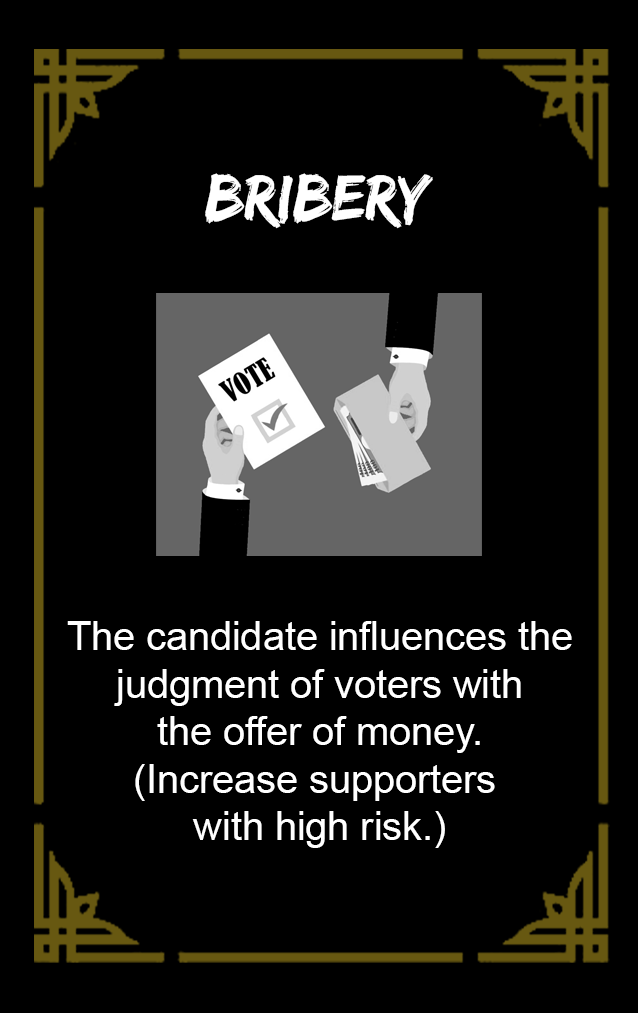 BRIBERY
VOTE
The candidate influences the
judgment of voters with
the offer of money.
(Increase supporters
with high risk.)